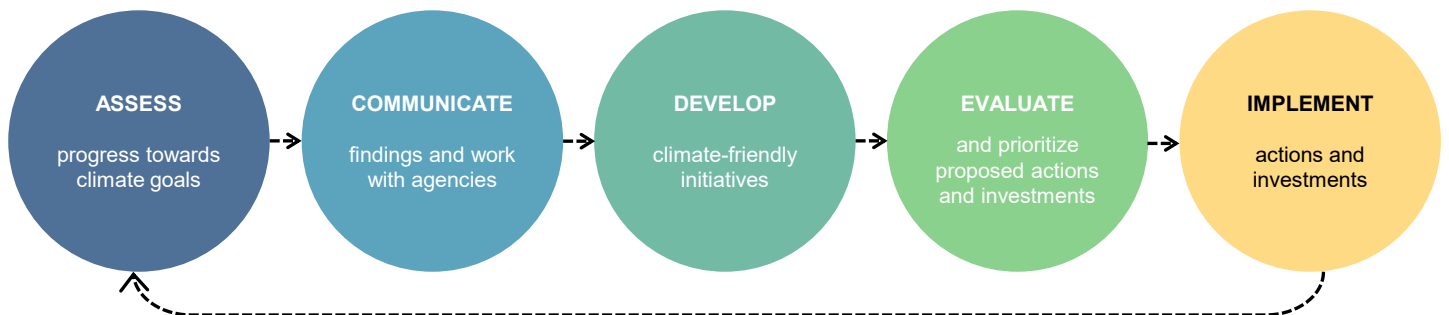 ASSESS
progress towards
climate goals
COMMUNICATE
findings and work
with agencies
DEVELOP
climate-friendly
initiatives
EVALUATE
and prioritize
proposed actions
and investments
IMPLEMENT
actions and
investments